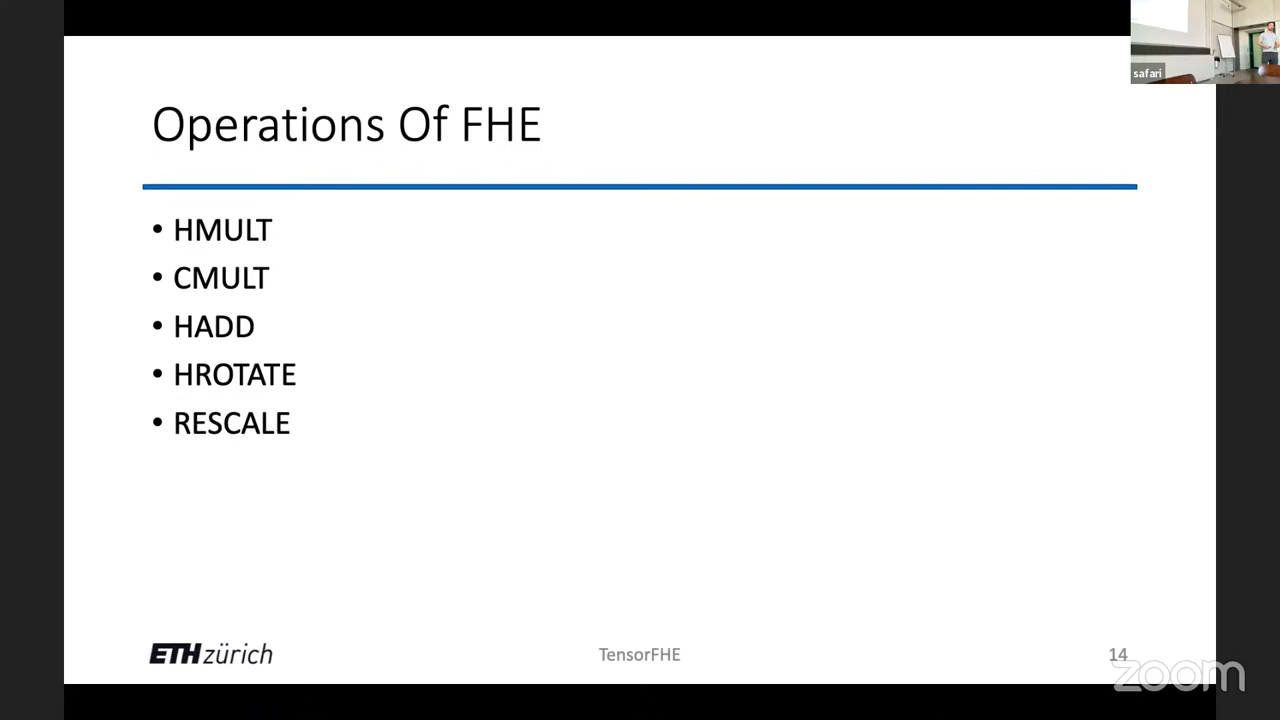 safari
Operations Of FHE
• HMULT
• CMULT
• HADD
• HROTATE
• RESCALE
ETH zürich
TensorFHE
14
zoom